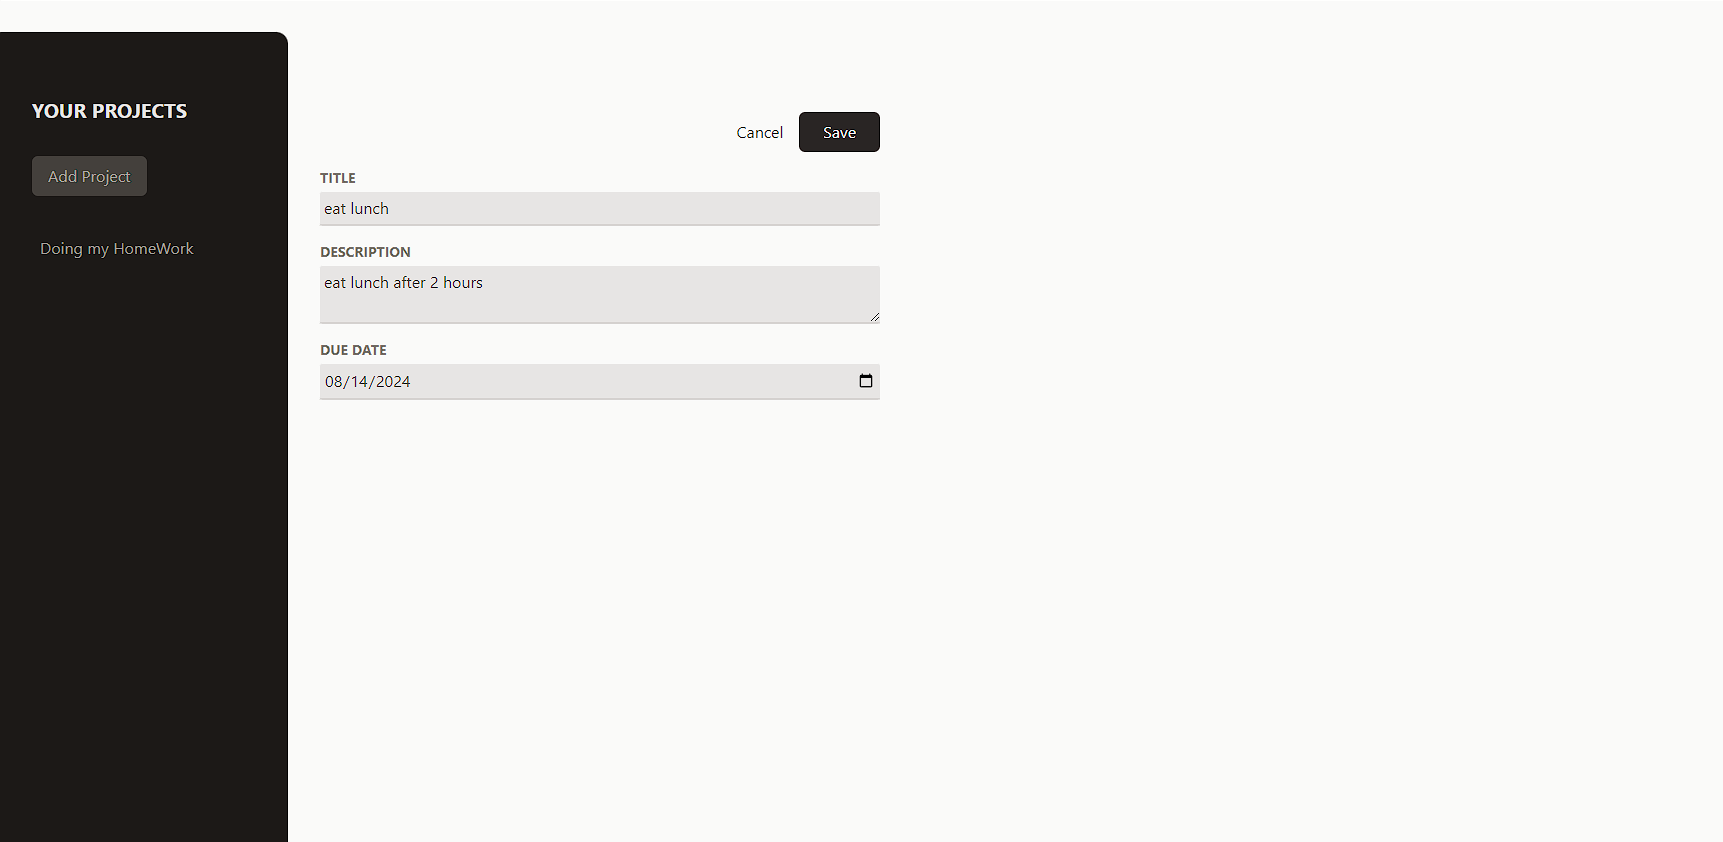 YOUR PROJECTS
Add Project
Doing my HomeWork
Cancel
Save
TITLE
eat lunch
DESCRIPTION
eat lunch after 2 hours
DUE DATE
08/14/2024